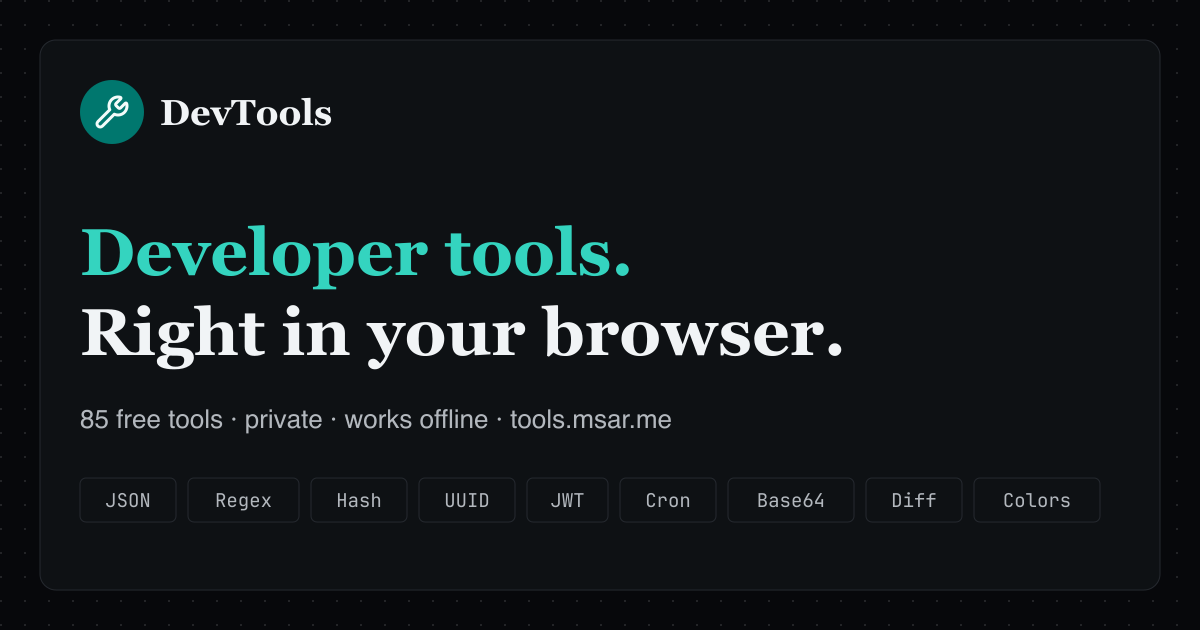 DevTools
Developer tools.
Right in your browser.
85 free tools · private · works offline · tools.msar.me
JSON Regex Hash UUID JWT Cron Base64 Diff Colors